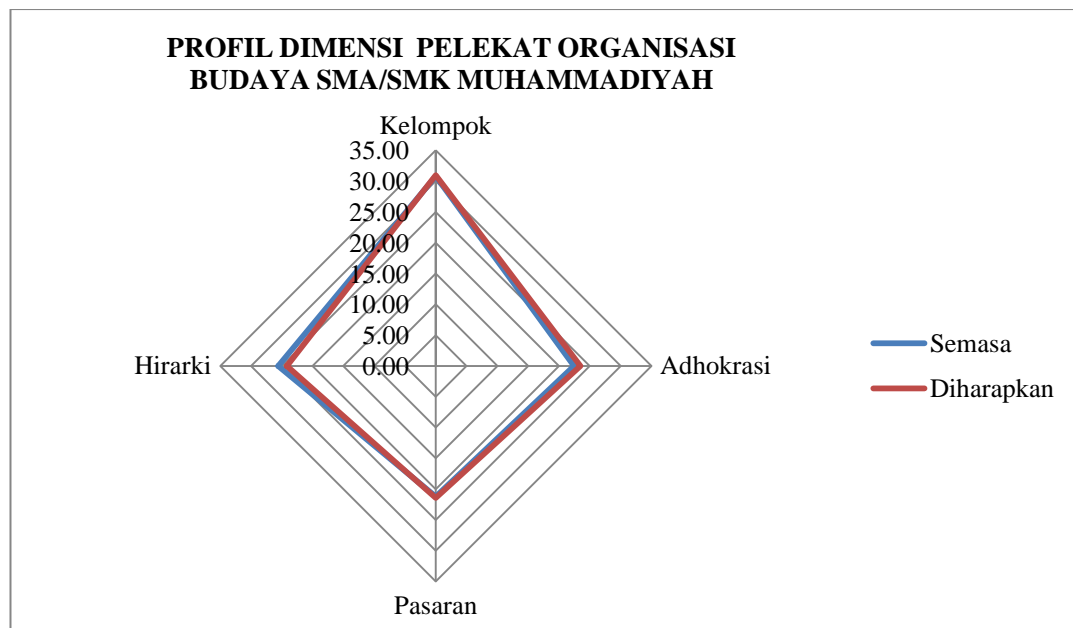 PROFIL DIMENSI PELEKAT ORGANISASI
BUDAYA SMA/SMK MUHAMMADIYAH
Kelompok
35.00
30.00
25.00
20.00
15.00
10.00
5.00
0.00
Hirarki
Adhokrasi
Pasaran
Semasa
Diharapkan